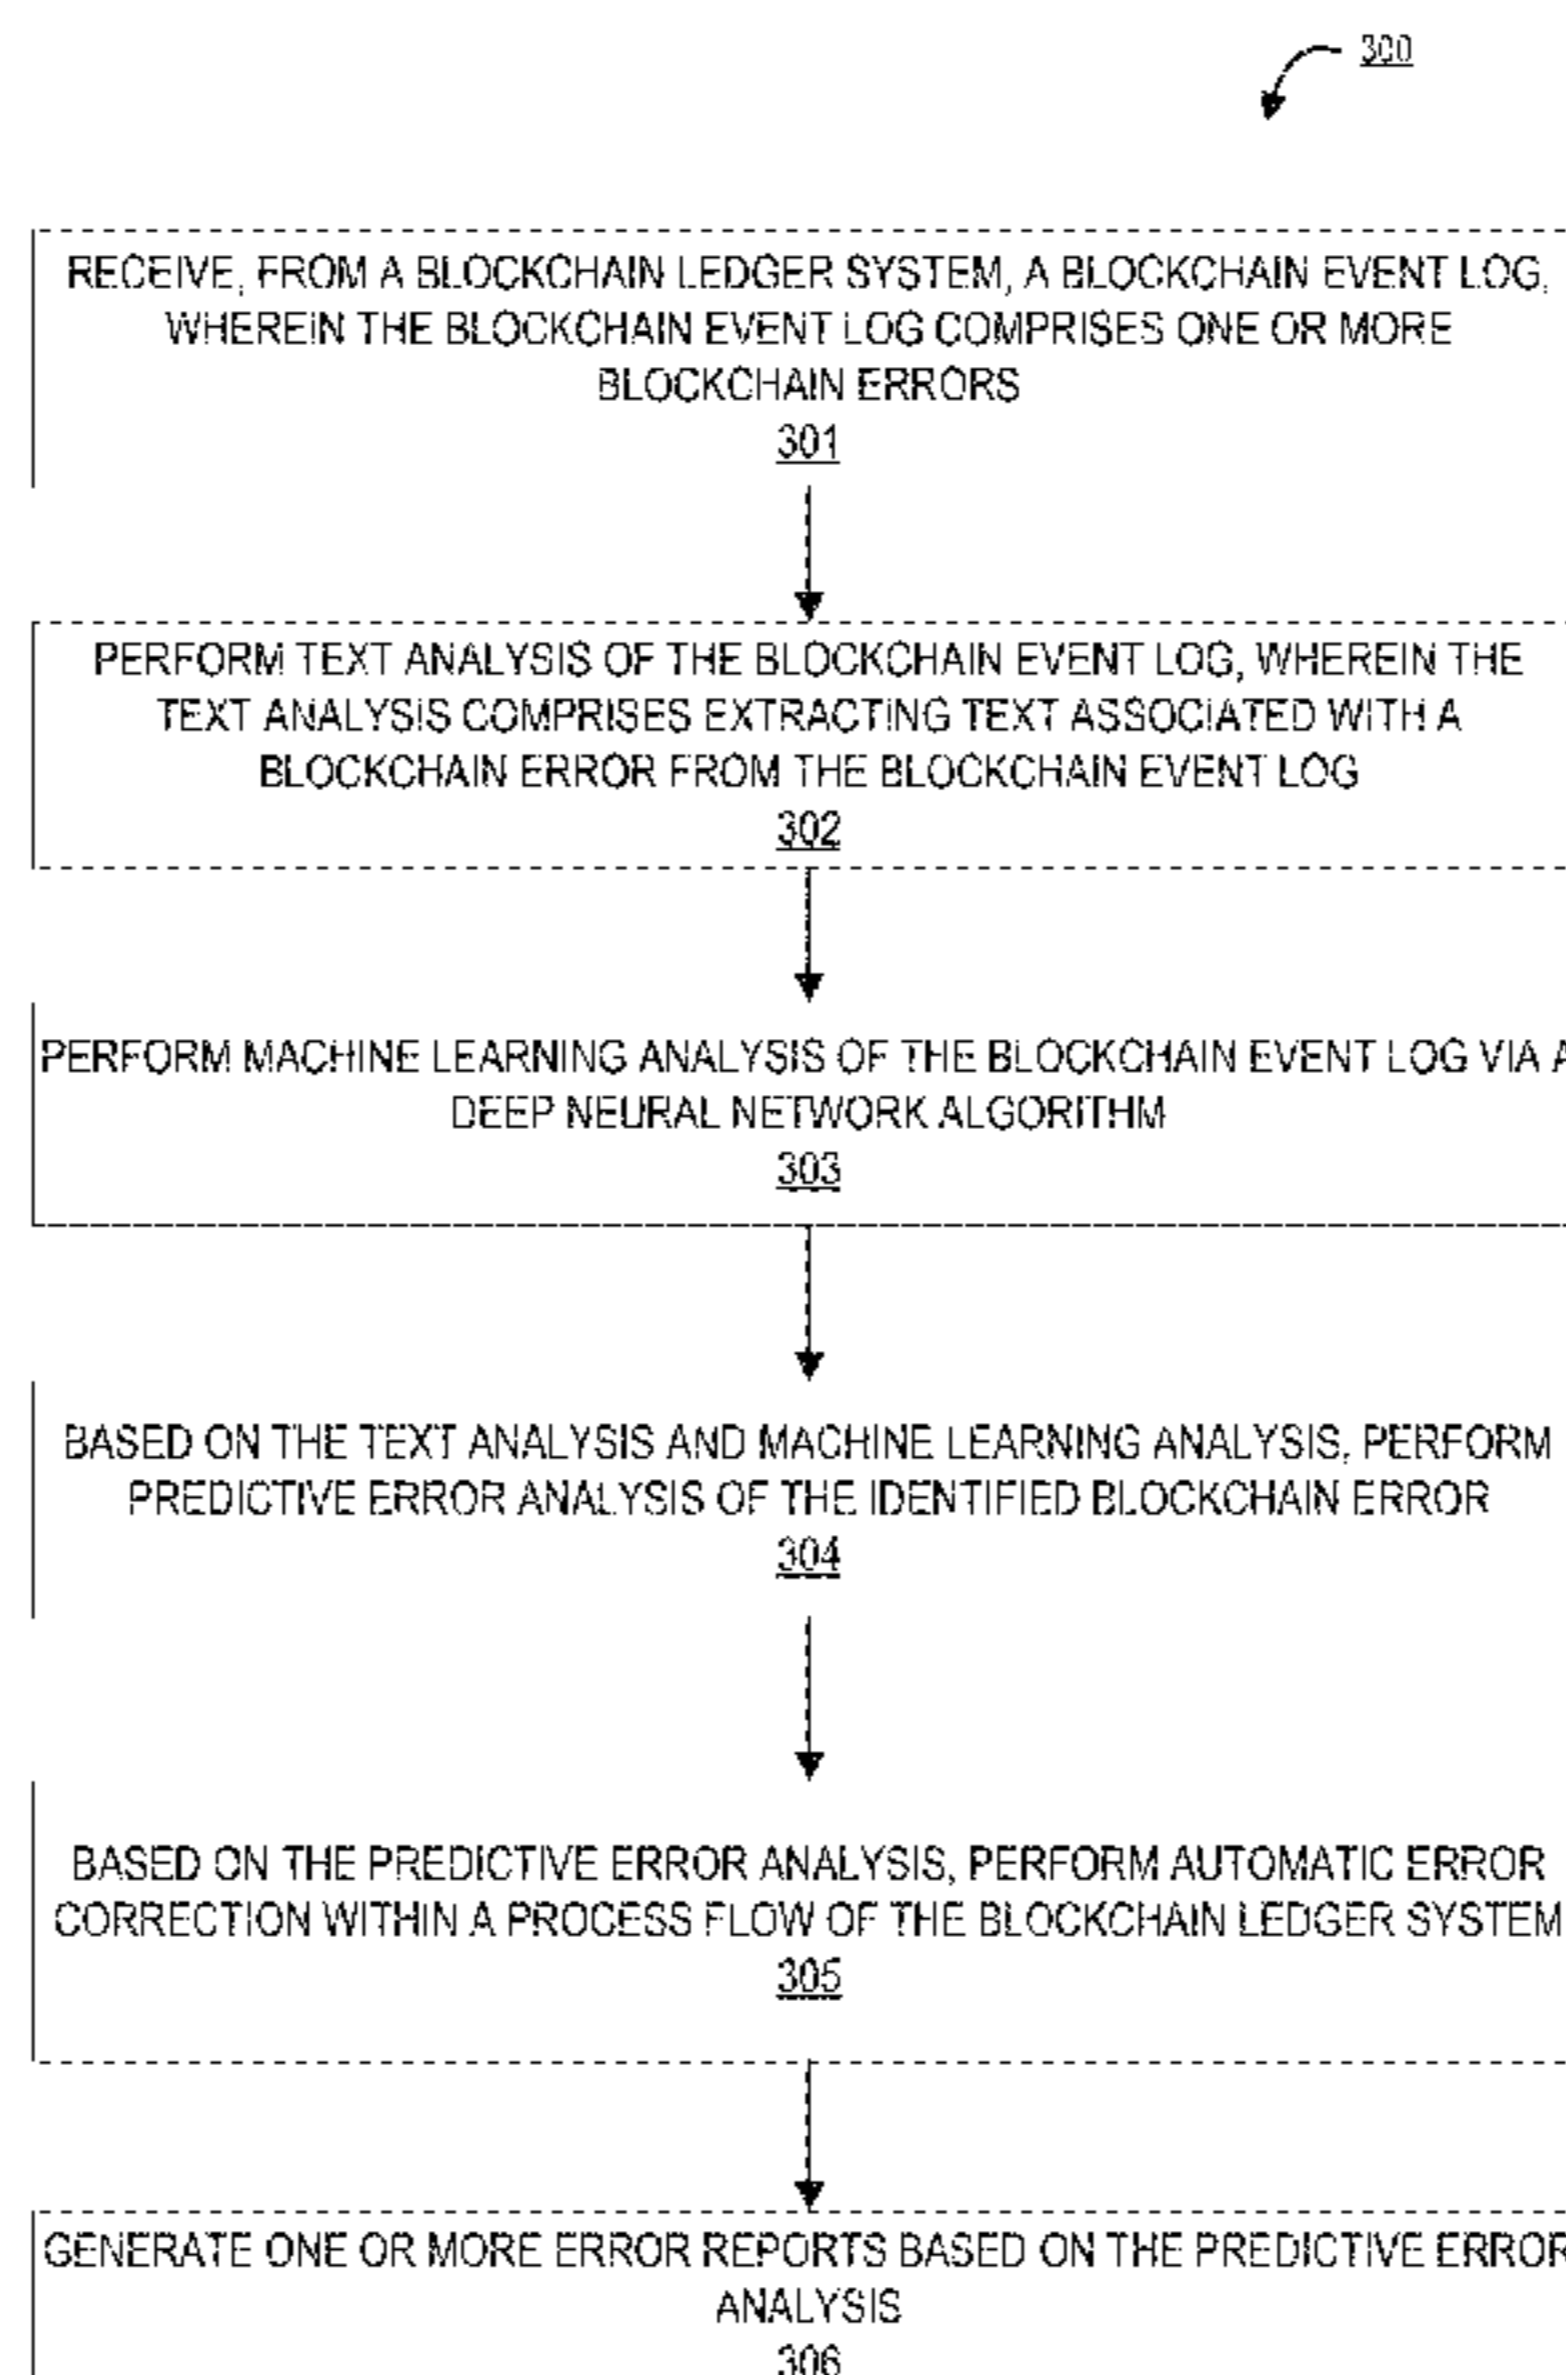 300
RECEIVE, FROM A BLOCKCHAIN LEDGER SYSTEM, A BLOCKCHAIN EVENT LOG,
WHEREIN THE BLOCKCHAIN EVENT LOG COMPRISES ONE OR MORE
BLOCKCHAIN ERRORS
301
PERFORM TEXT ANALYSIS OF THE BLOCKCHAIN EVENT LOG, WHEREIN THE
TEXT ANALYSIS COMPRISES EXTRACTING TEXT ASSOCIATED WITH A
BLOCKCHAIN ERROR FROM THE BLOCKCHAIN EVENT LOG
302
PERFORM MACHINE LEARNING ANALYSIS OF THE BLOCKCHAIN EVENT LOG VIA A
DEEP NEURAL NETWORK ALGORITHM
303
BASED ON THE TEXT ANALYSIS AND MACHINE LEARNING ANALYSIS, PERFORM
PREDICTIVE ERROR ANALYSIS OF THE IDENTIFIED BLOCKCHAIN ERROR
304
BASED ON THE PREDICTIVE ERROR ANALYSIS, PERFORM AUTOMATIC ERROR
CORRECTION WITHIN A PROCESS FLOW OF THE BLOCKCHAIN LEDGER SYSTEM
305
GENERATE ONE OR MORE ERROR REPORTS BASED ON THE PREDICTIVE ERROR
ANALYSIS
306